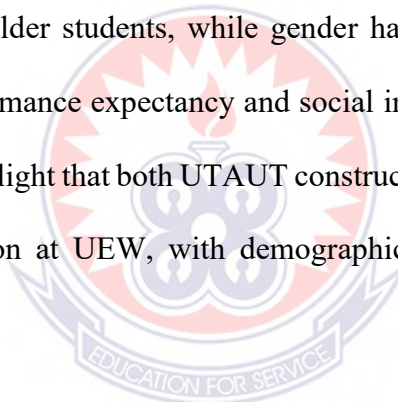 lder students, while gender ha
mance expectancy and social in
light that both UTAUT construc
on at UEW, with demographic
EDUCATION FOR SERVICE